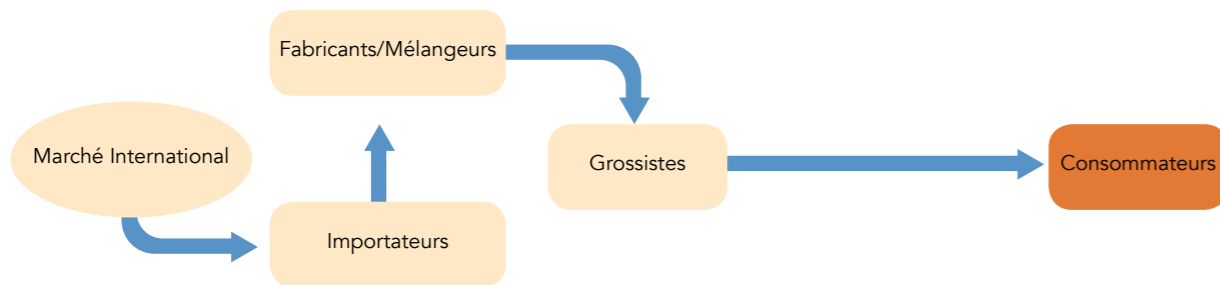 Fabricants/Mélangeurs
Marché International
Grossistes
Consommateurs
Importateurs